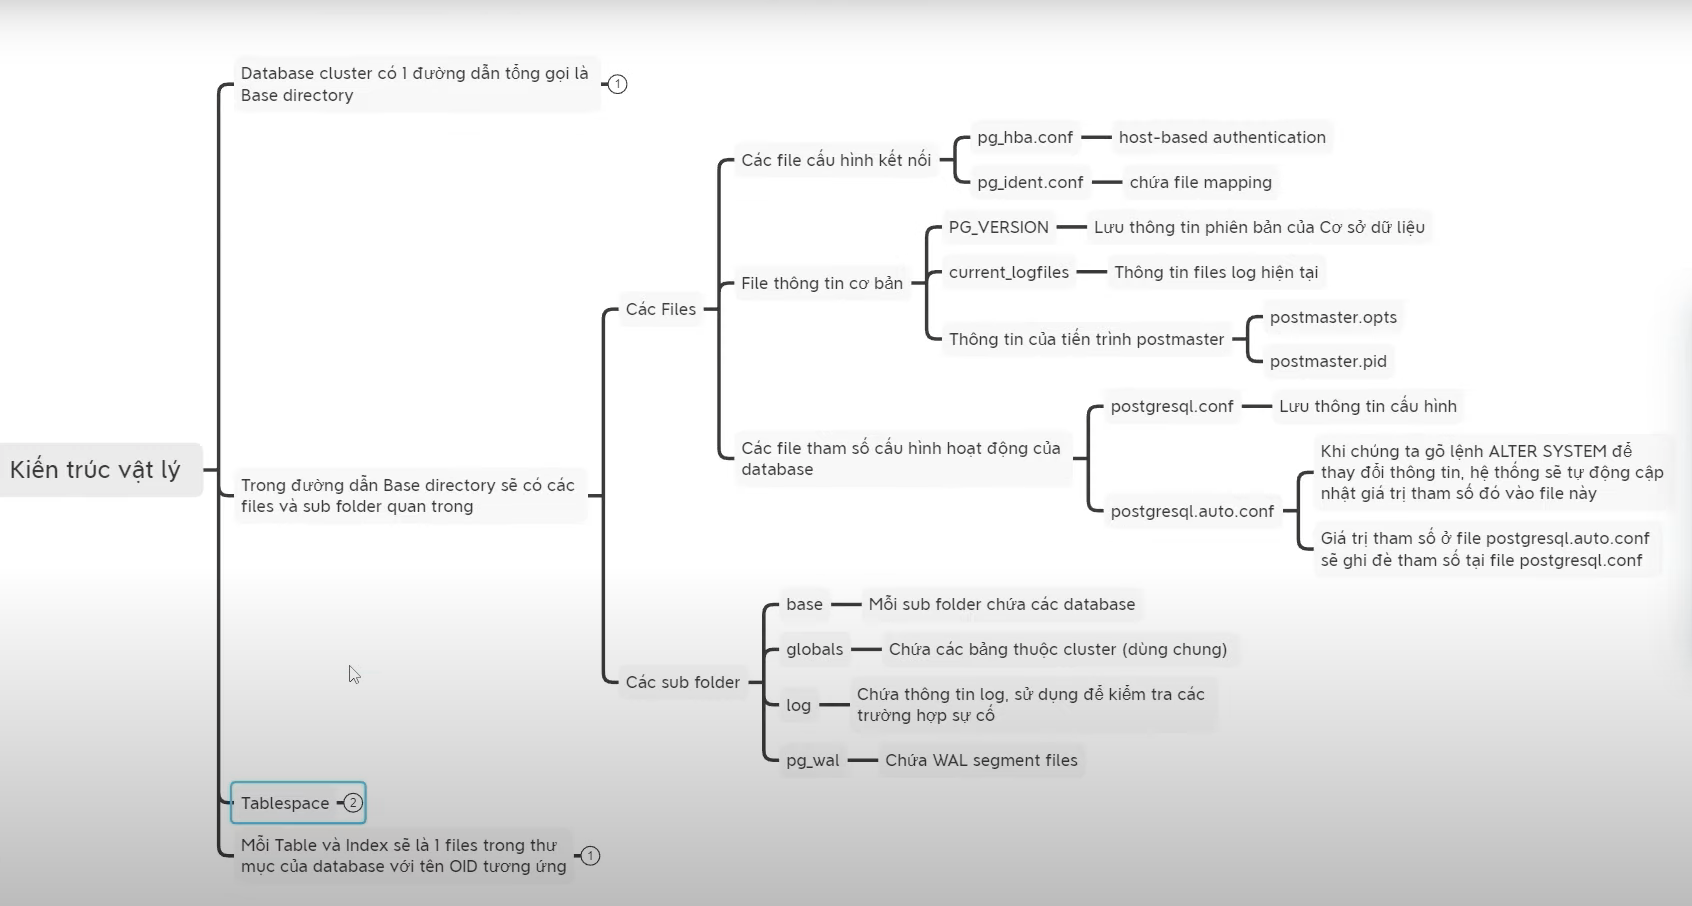 Database cluster có 1 đường dẫn tổng gọi là
Base directory
1
Các file cấu hình kết nối
pg_hba.conf
host-based authentication
pg_ident.conf
chứa file mapping
PG_VERSION
Lưu thông tin phiên bản của Cơ sở dữ liệu
File thông tin cơ bản
current_logfiles
Thông tin files log hiện tại
Các Files
Thông tin của tiến trình postmaster
postmaster.opts
postmaster.pid
Các file tham số cấu hình hoạt động của
database
postgresql.conf
Lưu thông tin cấu hình
postgresql.auto.conf
Khi chúng ta gõ lệnh ALTER SYSTEM để
thay đổi thông tin, hệ thống sẽ tự động cập
nhật giá trị tham số đó vào file này
Giá trị tham số ở file postgresql.auto.conf
sẽ ghi đè tham số tại file postgresql.conf
Kiến trúc vật lý
Trong đường dẫn Base directory sẽ có các
files và sub folder quan trong
Các sub folder
base
Mỗi sub folder chứa các database
globals
Chứa các bảng thuộc cluster (dùng chung)
log
Chứa thông tin log, sử dụng để kiểm tra các
trường hợp sự cố
pg_wal
Chứa WAL segment files
Tablespace
2
Mỗi Table và Index sẽ là 1 files trong thư
mục của database với tên OID tương ứng
1